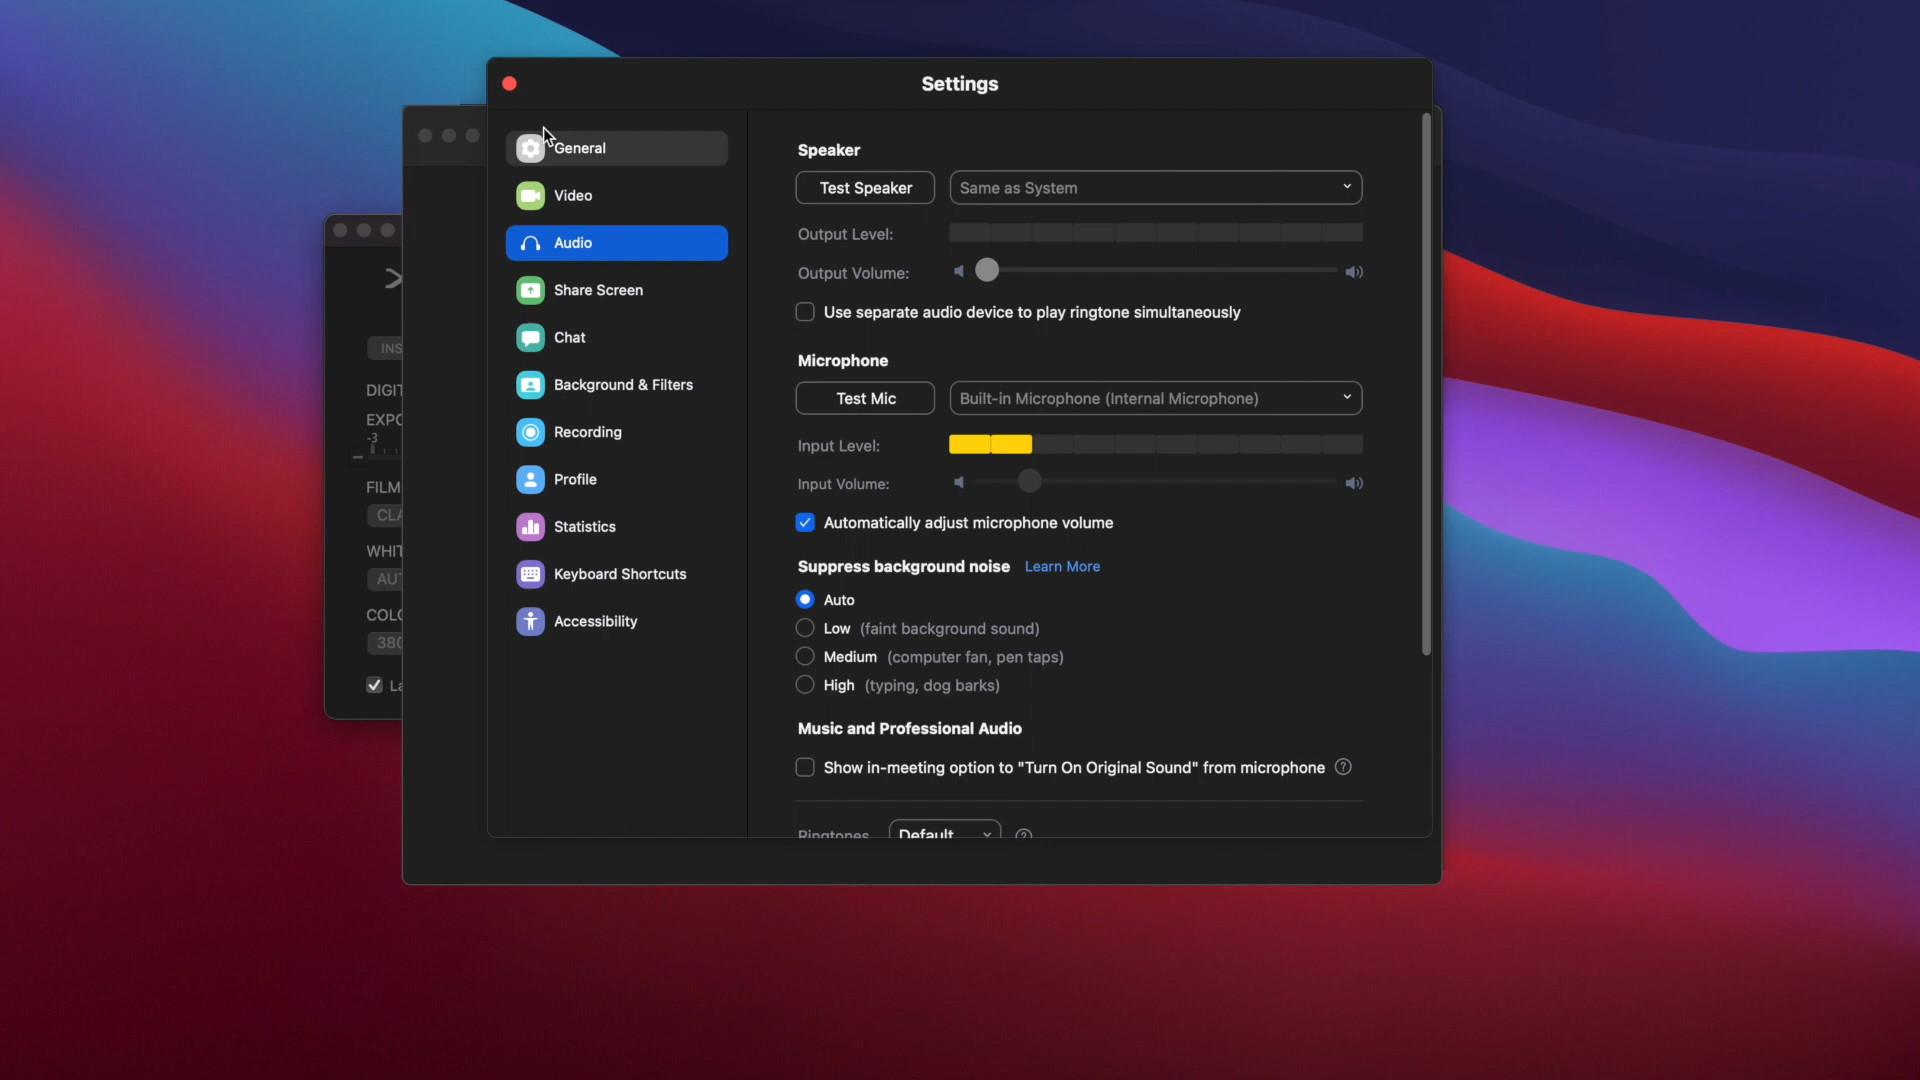 Settings
General
Video
Audio
Share Screen
Chat
Background & Filters
Recording
Profile
Statistics
Keyboard Shortcuts
Accessibility
Speaker
Test Speaker
Same as System
Output Level:
Output Volume:
Use separate audio device to play ringtone simultaneously
Microphone
Test Mic
Built-in Microphone (Internal Microphone)
Input Level:
Input Volume:
Automatically adjust microphone volume
Suppress background noise Learn More
Auto
Low (faint background sound)
Medium (computer fan, pen taps)
High (typing, dog barks)
Music and Professional Audio
Show in-meeting option to "Turn On Original Sound" from microphone ?
Ringtones Default ?
INS
DIGIT
EXPO
-3
FILM
CLA
WHIT
AUT
COLO
380
La